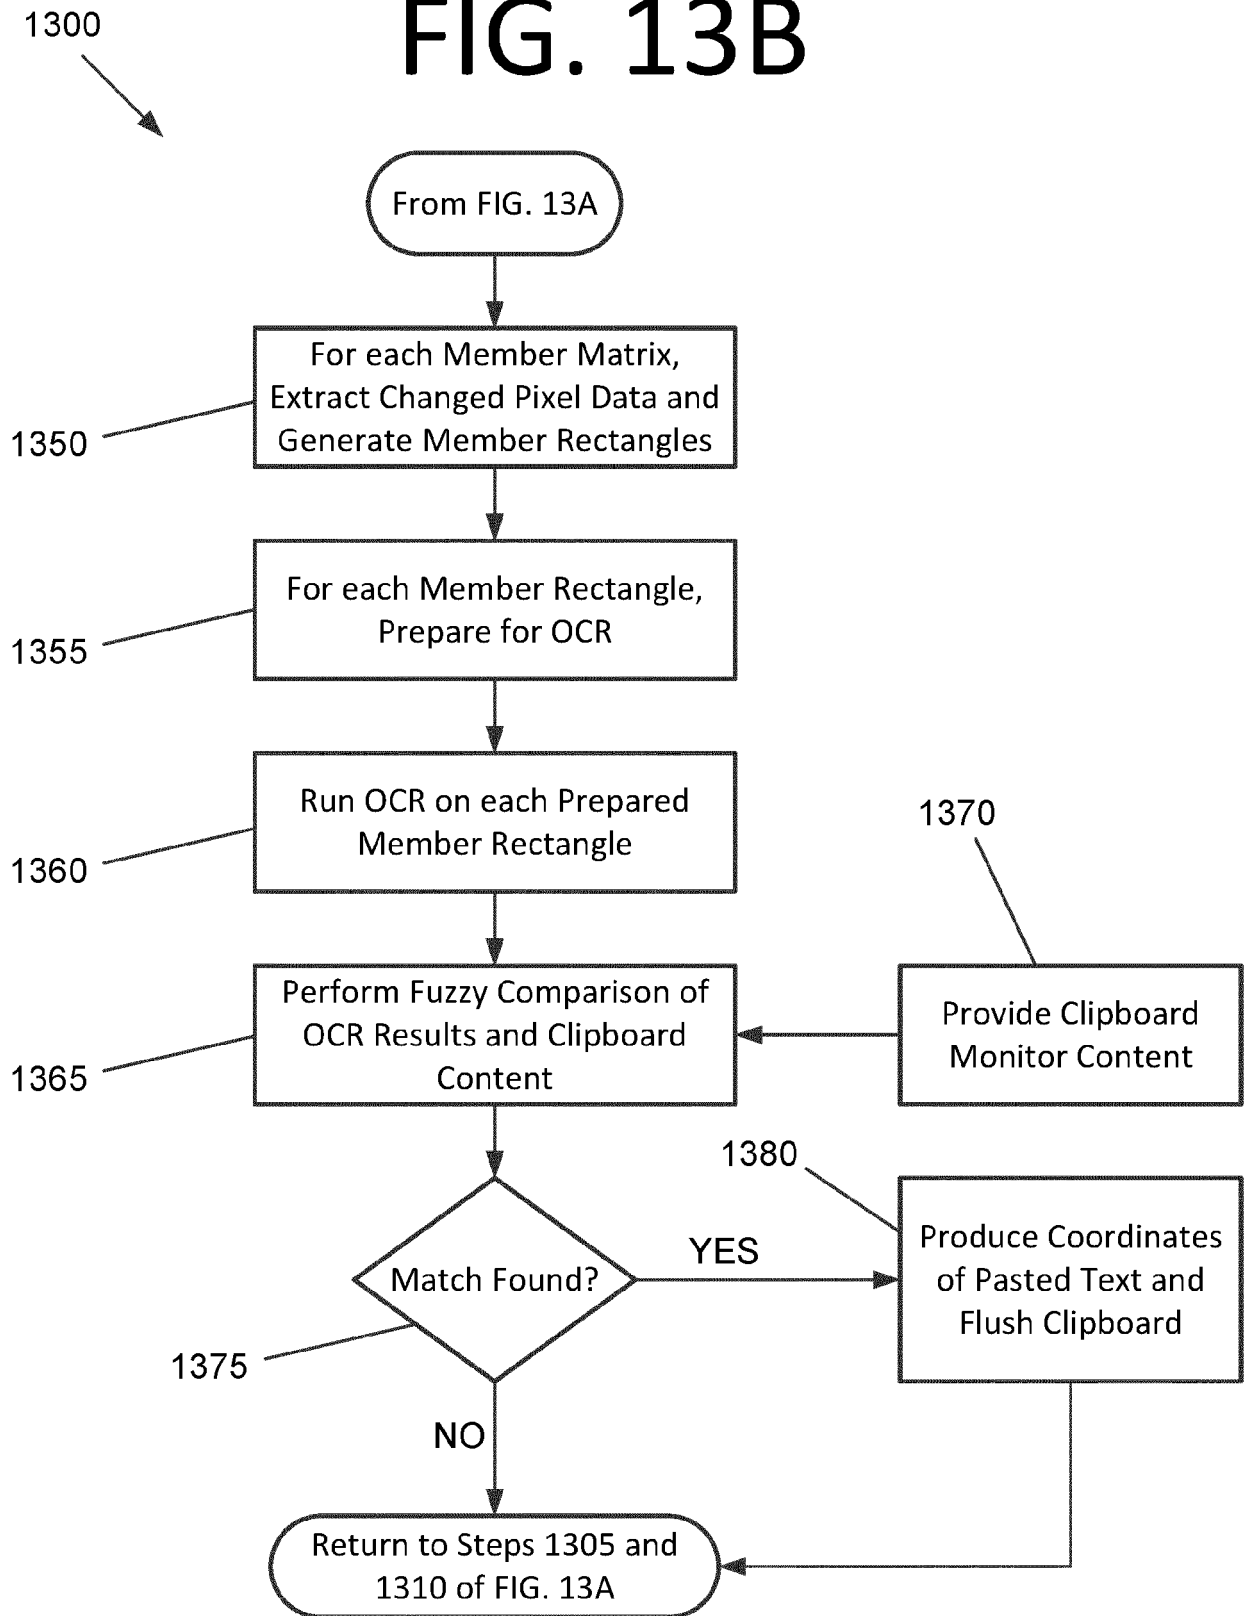 FIG. 13B
1300
From FIG. 13A
For each Member Matrix,
Extract Changed Pixel Data and
Generate Member Rectangles
1350
For each Member Rectangle,
Prepare for OCR
1355
Run OCR on each Prepared
Member Rectangle
1360
1370
Perform Fuzzy Comparison of
OCR Results and Clipboard
Content
1365
Provide Clipboard
Monitor Content
1380
Match Found?
YES
1375
Produce Coordinates
of Pasted Text and
Flush Clipboard
NO
Return to Steps 1305 and
1310 of FIG. 13A